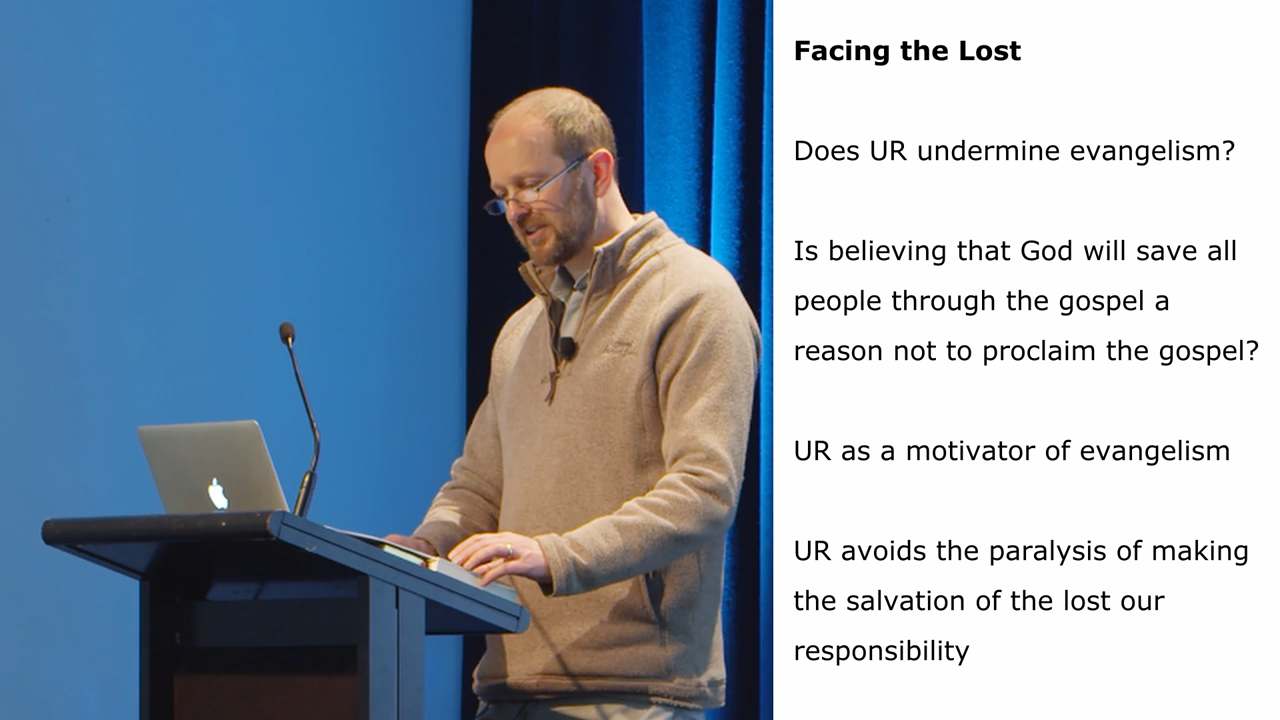 Facing the Lost
Does UR undermine evangelism?
Is believing that God will save all
people through the gospel a
reason not to proclaim the gospel?
UR as a motivator of evangelism
UR avoids the paralysis of making
the salvation of the lost our
responsibility